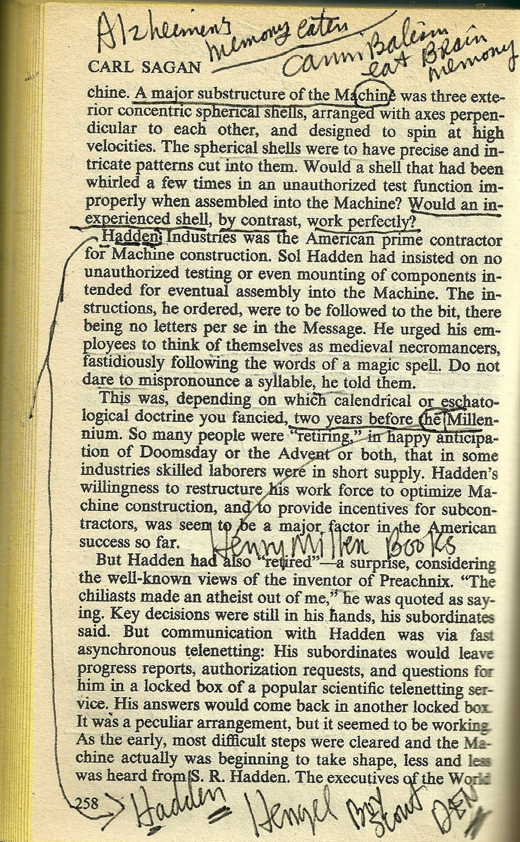 Alzheimers
memory eaten
Cannibalism
eat Brain
memory
CARL SAGAN
chine. A major substructure of the Machine was three exte-
rior concentric spherical shells, arranged with axes perpen-
dicular to each other, and designed to spin at high
velocities. The spherical shells were to have precise and in-
tricate patterns cut into them. Would a shell that had been
whirled a few times in an unauthorized test function im-
properly when assembled into the Machine? Would an in-
experienced shell, by contrast, work perfectly?
Hadden Industries was the American prime contractor
for Machine construction. Sol Hadden had insisted on no
unauthorized testing or even mounting of components in-
tended for eventual assembly into the Machine. The in-
structions, he ordered, were to be followed to the bit, there
being no letters per se in the Message. He urged his em-
ployees to think of themselves as medieval necromancers,
fastidiously following the words of a magic spell. Do not
dare to mispronounce a syllable, he told them.
This was, depending on which calendrical or eschato-
logical doctrine you fancied, two years before the Millen-
nium. So many people were “retiring,” in happy anticipa-
tion of Doomsday or the Advent or both, that in some
industries skilled laborers were in short supply. Hadden’s
willingness to restructure his work force to optimize Ma-
chine construction, and to provide incentives for subcon-
tractors, was seen to be a major factor in the American
success so far.
Henry Millen Books
But Hadden had also “retired”—a surprise, considering
the well-known views of the inventor of Preachnix. “The
chiliasts made an atheist out of me,” he was quoted as say-
ing. Key decisions were still in his hands, his subordinates
said. But communication with Hadden was via fast
asynchronous telenetting: His subordinates would leave
progress reports, authorization requests, and questions for
him in a locked box of a popular scientific telenetting ser-
vice. His answers would come back in another locked box.
It was a peculiar arrangement, but it seemed to be working.
As the early, most difficult steps were cleared and the Ma-
chine actually was beginning to take shape, less and less
was heard from S. R. Hadden. The executives of the World
258
Hadden Hengel Boy Scout DEN